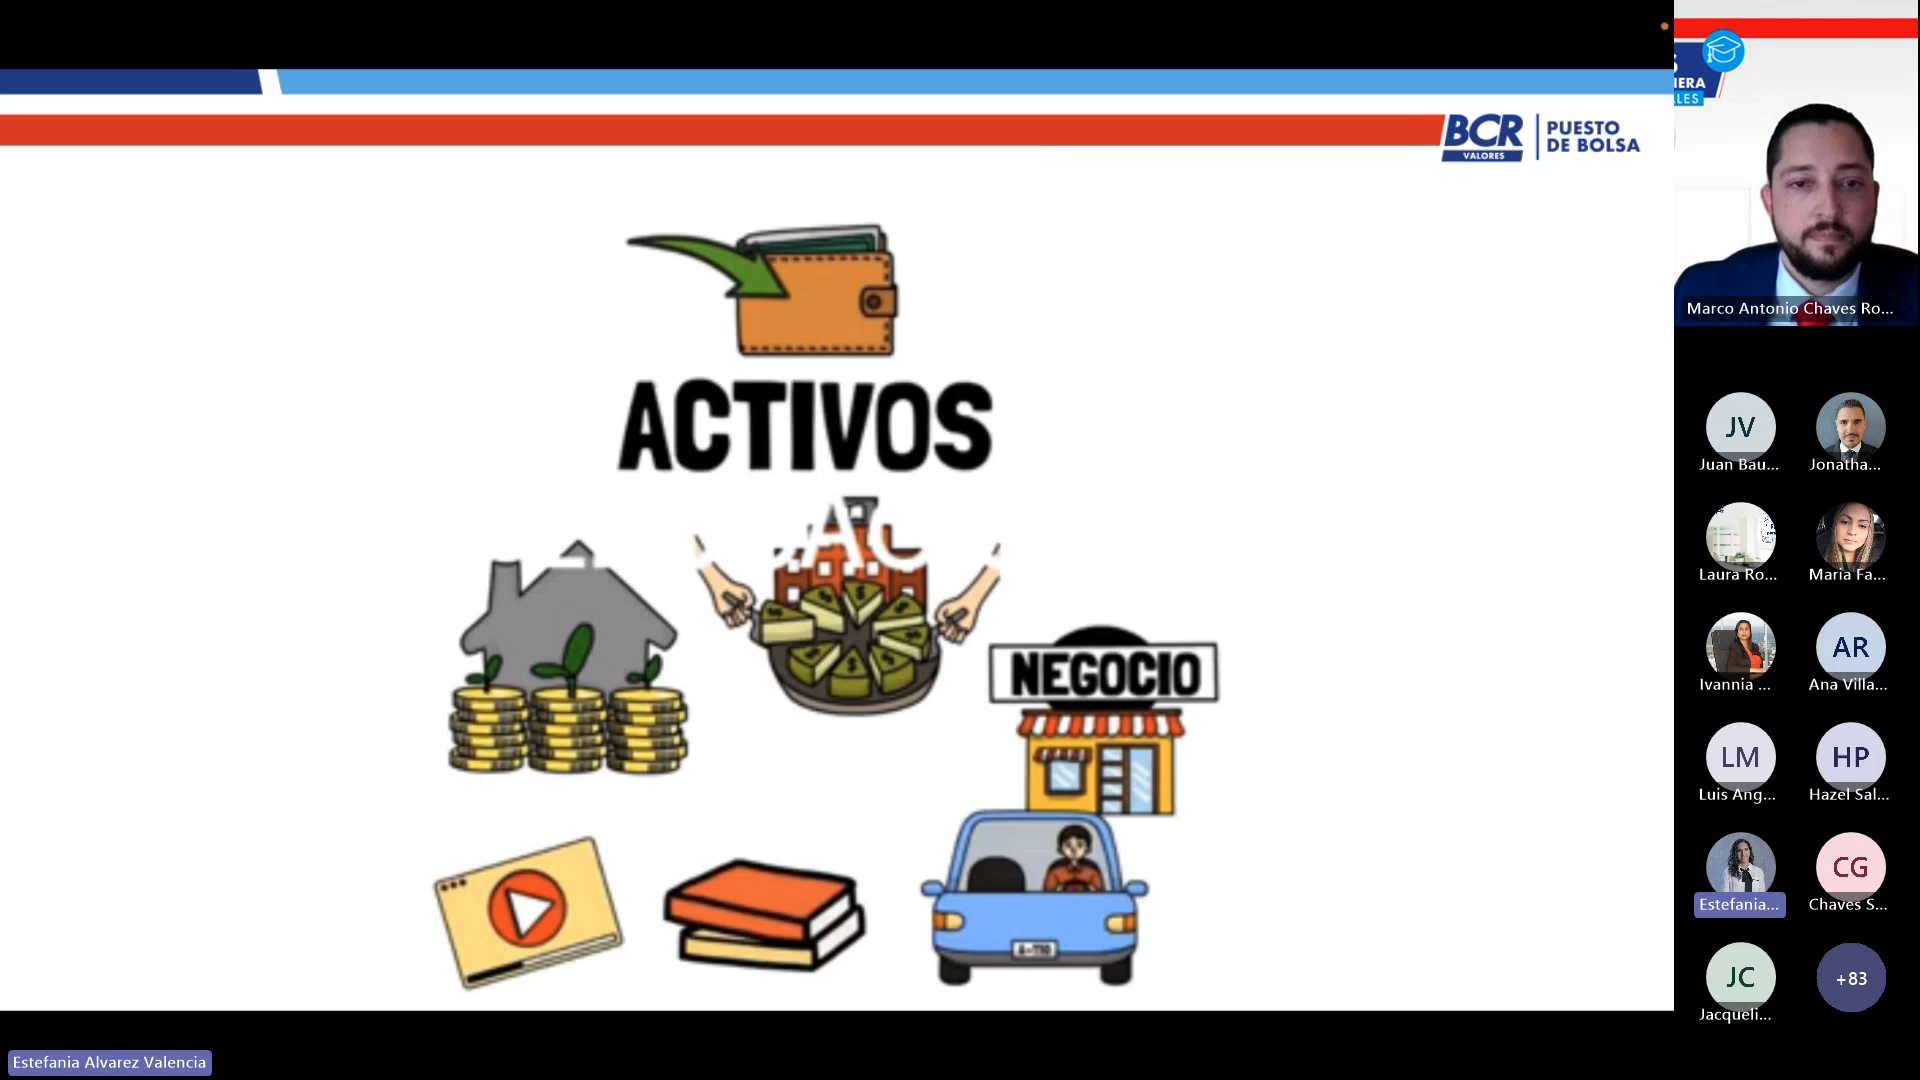 BCR
VALORES
PUESTO
DE BOLSA
ACTIVOS
NEGOCIO
IERA
LES
Marco Antonio Chaves Ro...
JV
Juan Bau...
Jonatha...
Laura Ro...
Maria Fa...
Ivannia ...
AR
Ana Villa...
LM
Luis Ang...
HP
Hazel Sal...
Estefania...
CG
Chaves S...
JC
Jacqueli...
+83
Estefania Alvarez Valencia